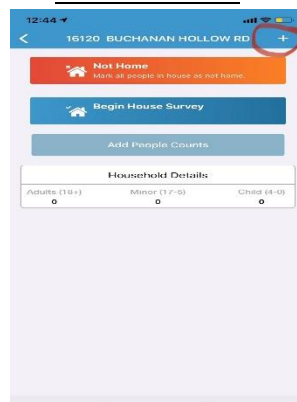 12:44
16120 BUCHANAN HOLLOW RD +
Not Home
Mark all people in house as not home.
Begin House Survey
Add People Counts
Household Details
Adults (18+) Minor (17-5) Child (4-0)
0 0 0